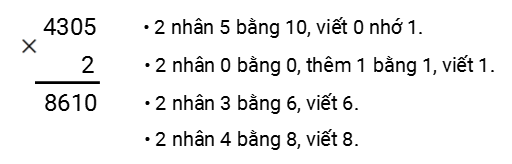 4305 • 2 nhân 5 bằng 10, viết 0 nhớ 1.
×
2 • 2 nhân 0 bằng 0, thêm 1 bằng 1, viết 1.
8610 • 2 nhân 3 bằng 6, viết 6.
• 2 nhân 4 bằng 8, viết 8.